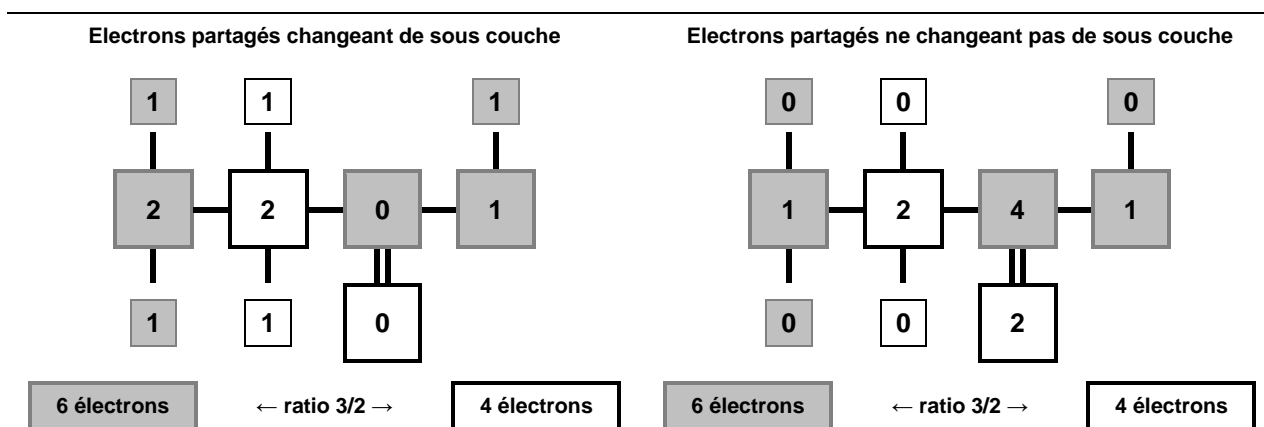 Electrons partagés changeant de sous couche
1 1 1
2 2 0 1
1 1 0
6 électrons ← ratio 3/2 → 4 électrons
Electrons partagés ne changeant pas de sous couche
0 0 0
1 2 4 1
0 0 2
6 électrons ← ratio 3/2 → 4 électrons